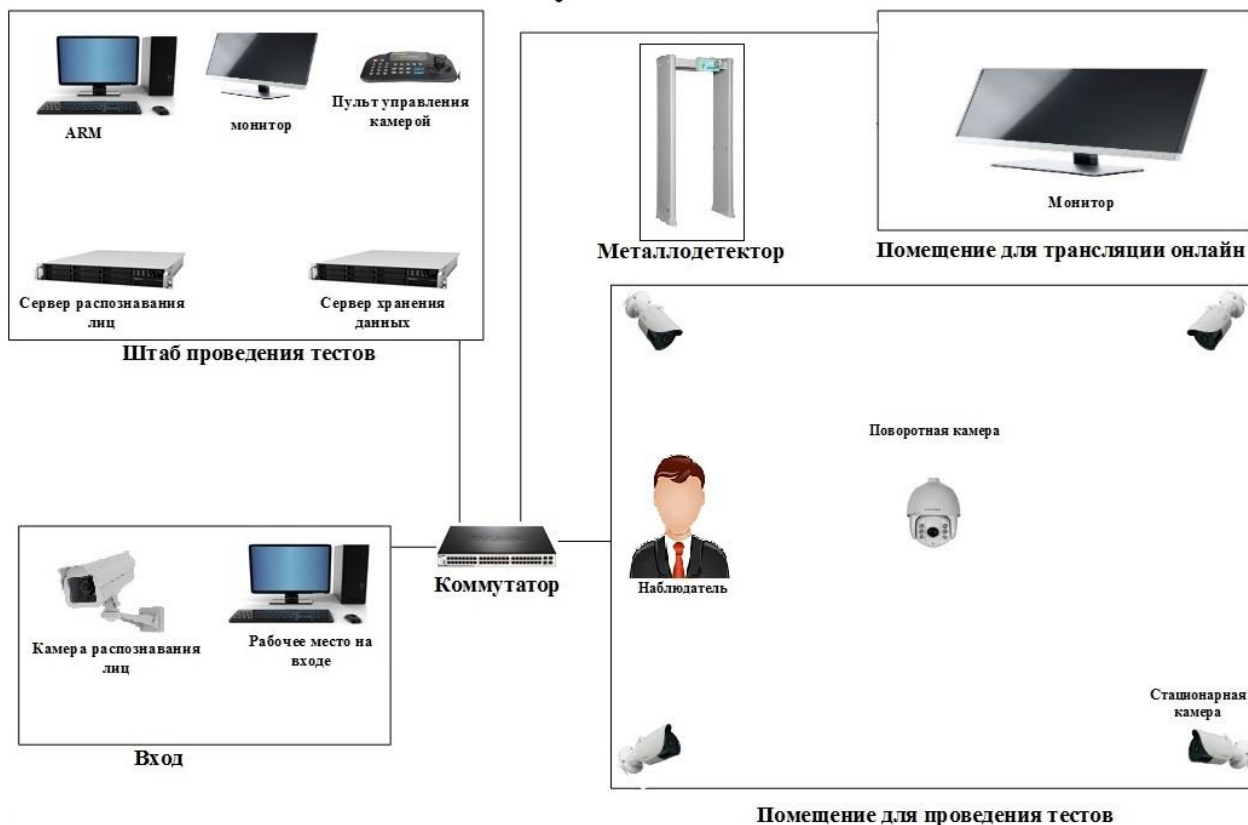 ARM
монитор
Пульт управления
камерой
Сервер распознавания
лиц
Сервер хранения
данных
Штаб проведения тестов
Металлодетектор
Монитор
Помещение для трансляции онлайн
Коммутатор
Камера распознавания
лиц
Рабочее место на
входе
Вход
Поворотная камера
Наблюдатель
Стационарная
камера
Помещение для проведения тестов